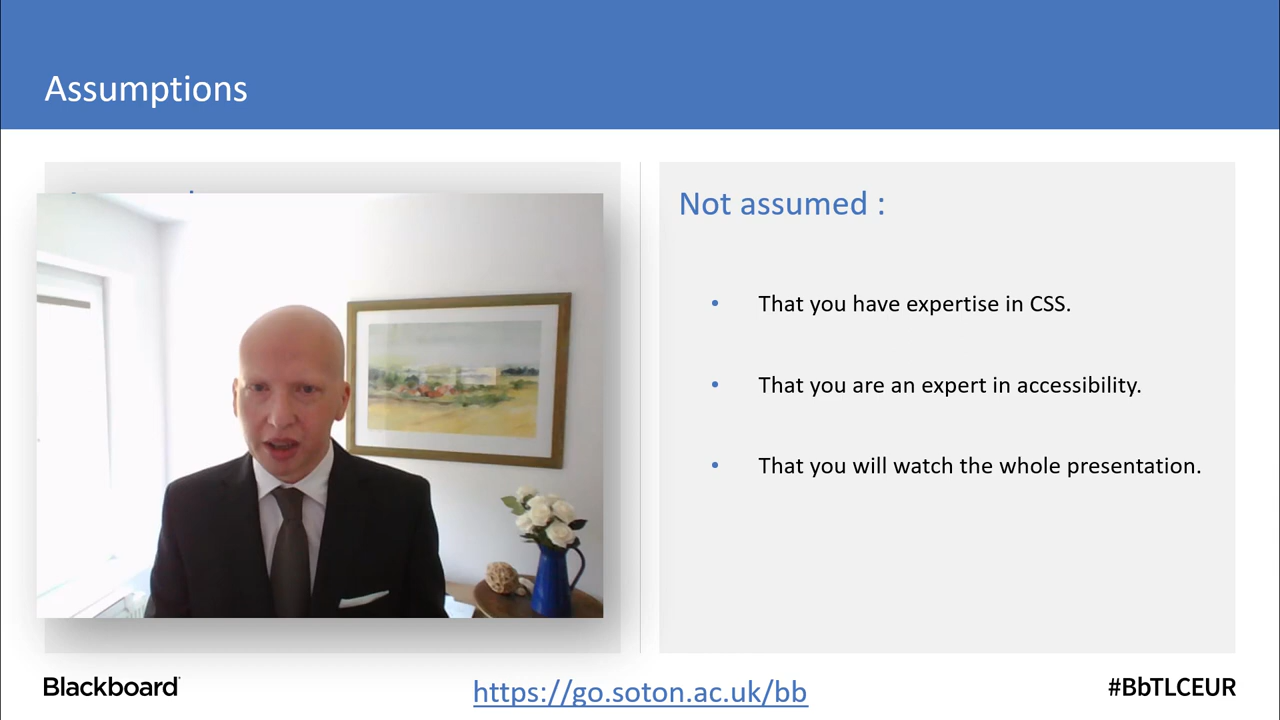 Assumptions
Not assumed :
• That you have expertise in CSS.
• That you are an expert in accessibility.
• That you will watch the whole presentation.
Blackboard
https://go.soton.ac.uk/bb
#BbTLCEUR